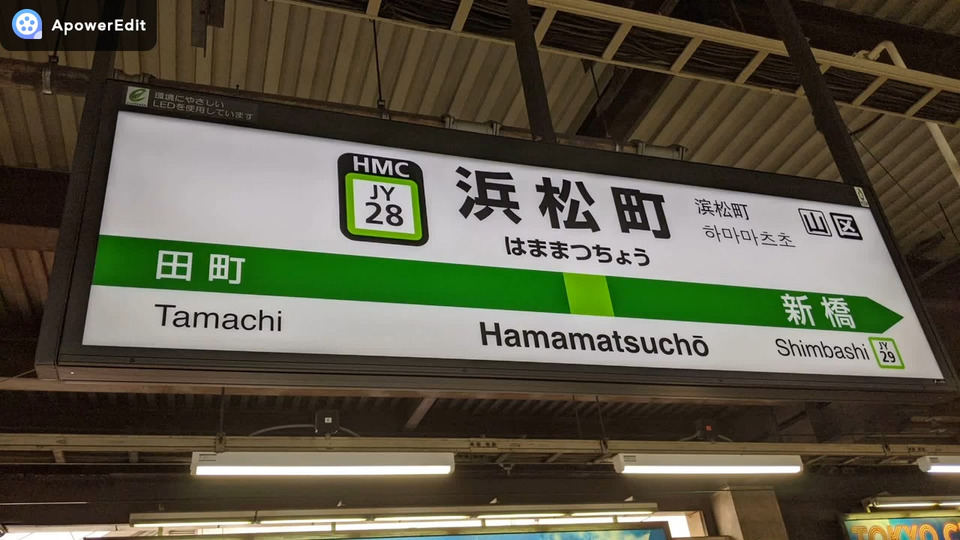 ApowerEdit
環境にやさしい
LEDを使用しています
HMC
JY
28
浜松町
滨松町
하마마츠쵸
山 区
はままつちょう
田町
新橋
Tamachi
Hamamatsuchō
Shimbashi
JY
29
TOKYO